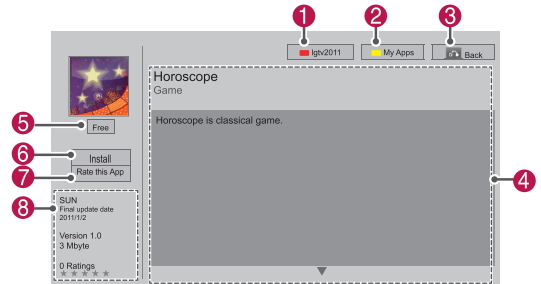 1
2
3
lgtv2011
My Apps
Back
Horoscope
Game
Horoscope is classical game.
4
5
Free
6
Install
7
Rate this App
8
SUN
Final update date
2011/1/2
Version 1.0
3 Mbyte
0 Ratings